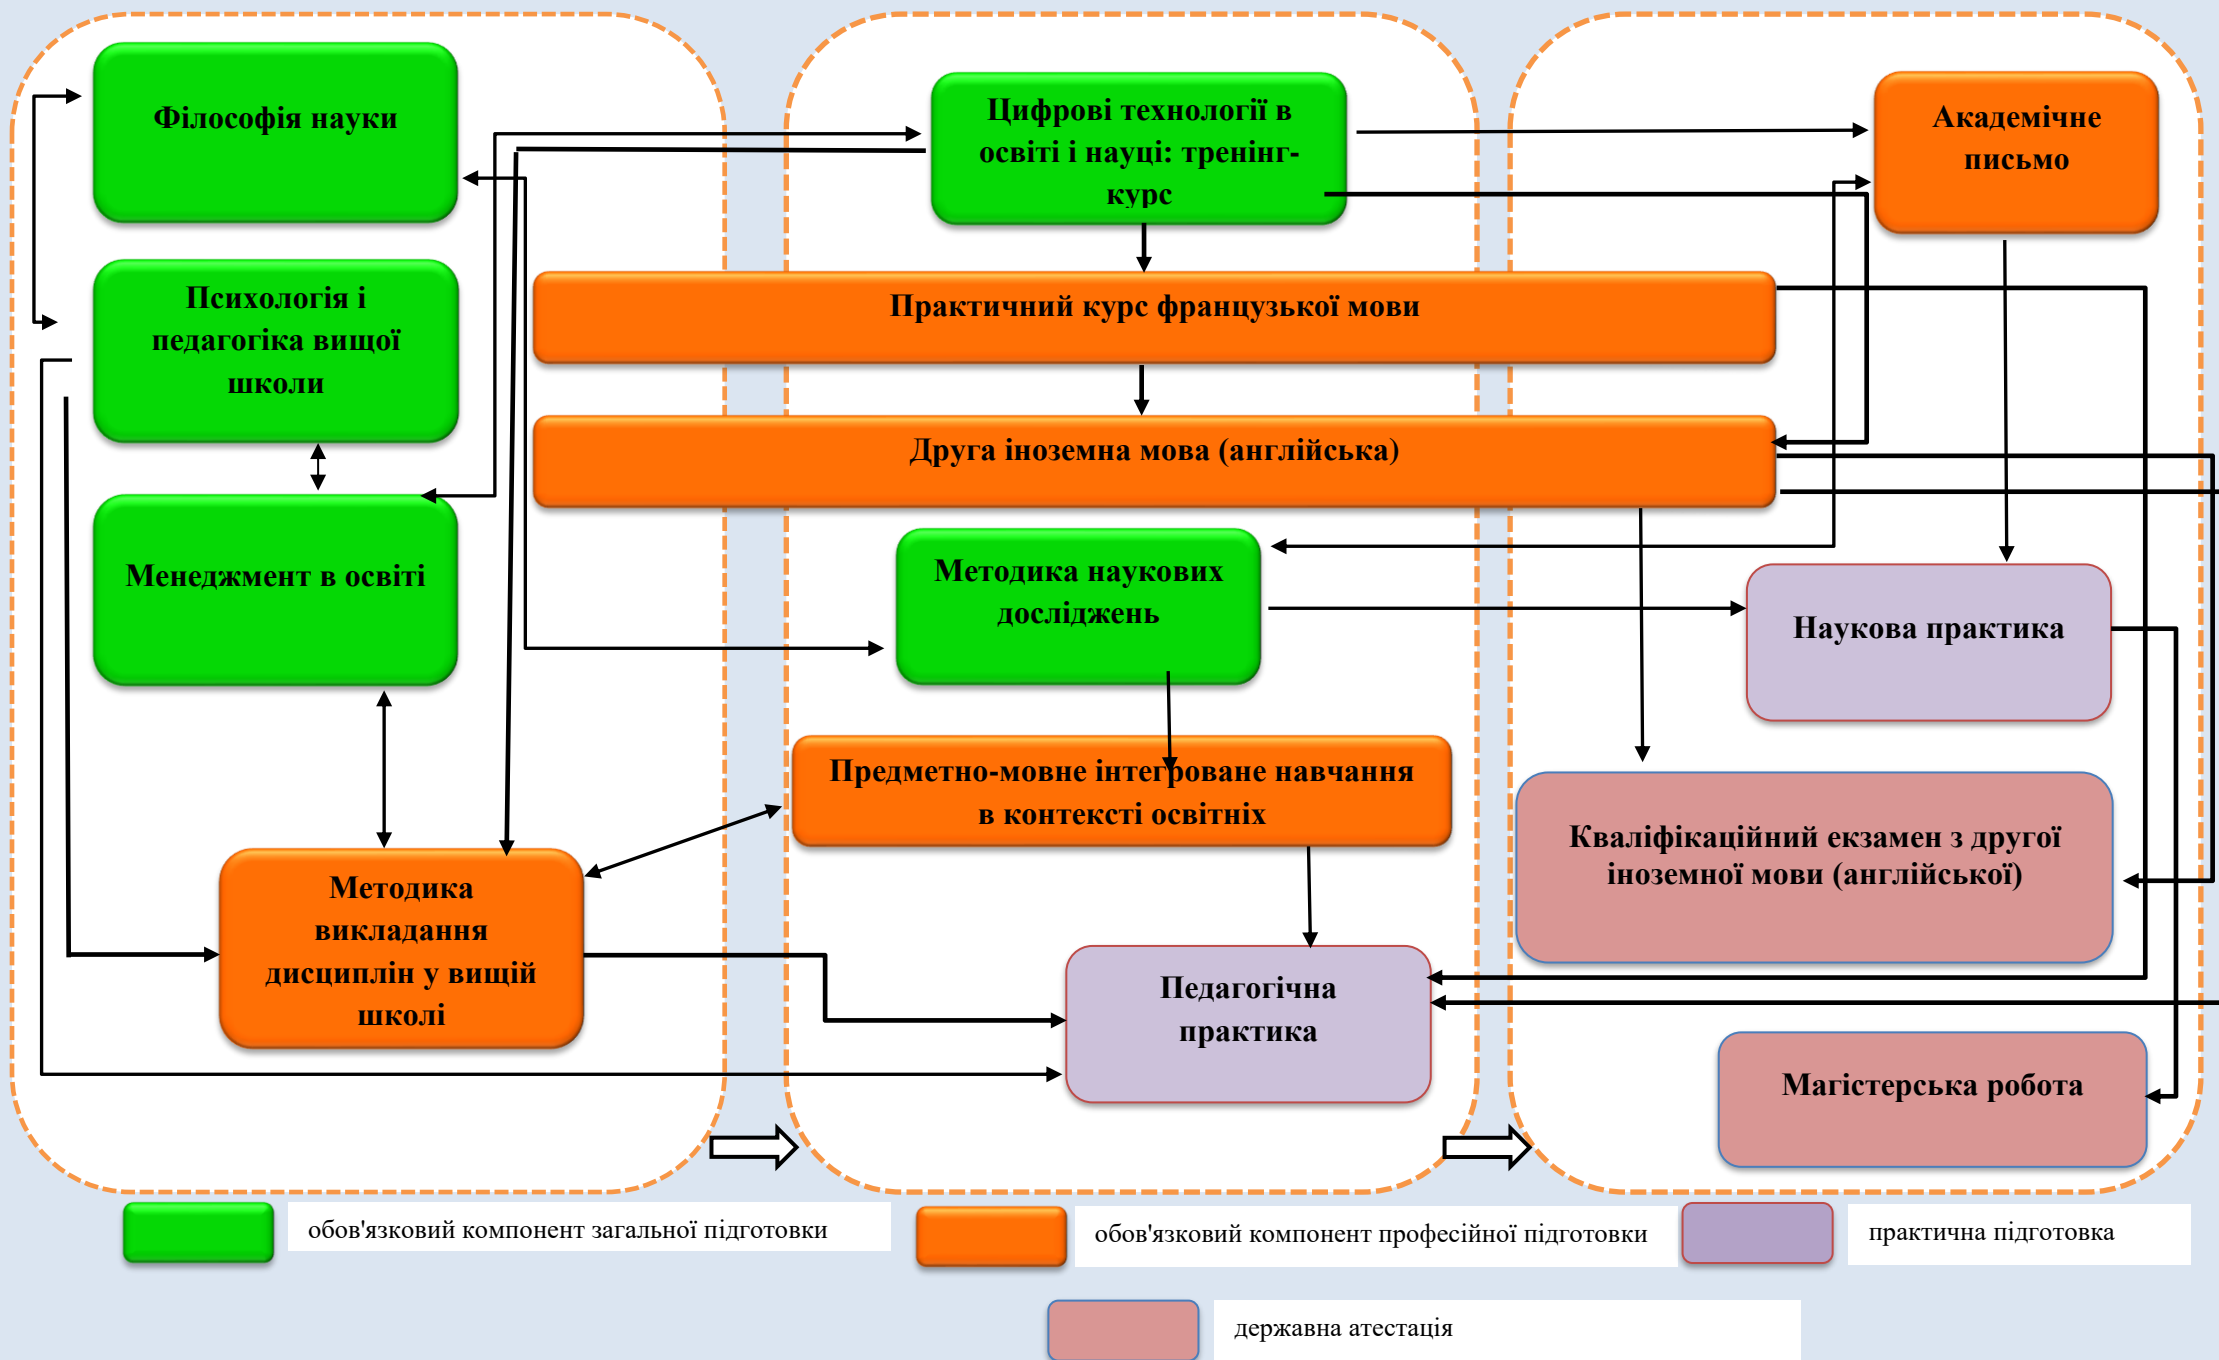 Філософія науки
Психологія і
педагогіка вищої
школи
Менеджмент в освіті
Методика
викладання
дисциплін у вищій
школі
Цифрові технології в
освіті і науці: тренінг-
курс
Практичний курс французької мови
Друга іноземна мова (англійська)
Методика наукових
досліджень
Предметно-мовне інтегроване навчання
в контексті освітніх
Педагогічна
практика
Академічне
письмо
Наукова практика
Кваліфікаційний екзамен з другої
іноземної мови (англійської)
Магістерська робота
обов'язковий компонент загальної підготовки
обов'язковий компонент професійної підготовки
практична підготовка
державна атестація